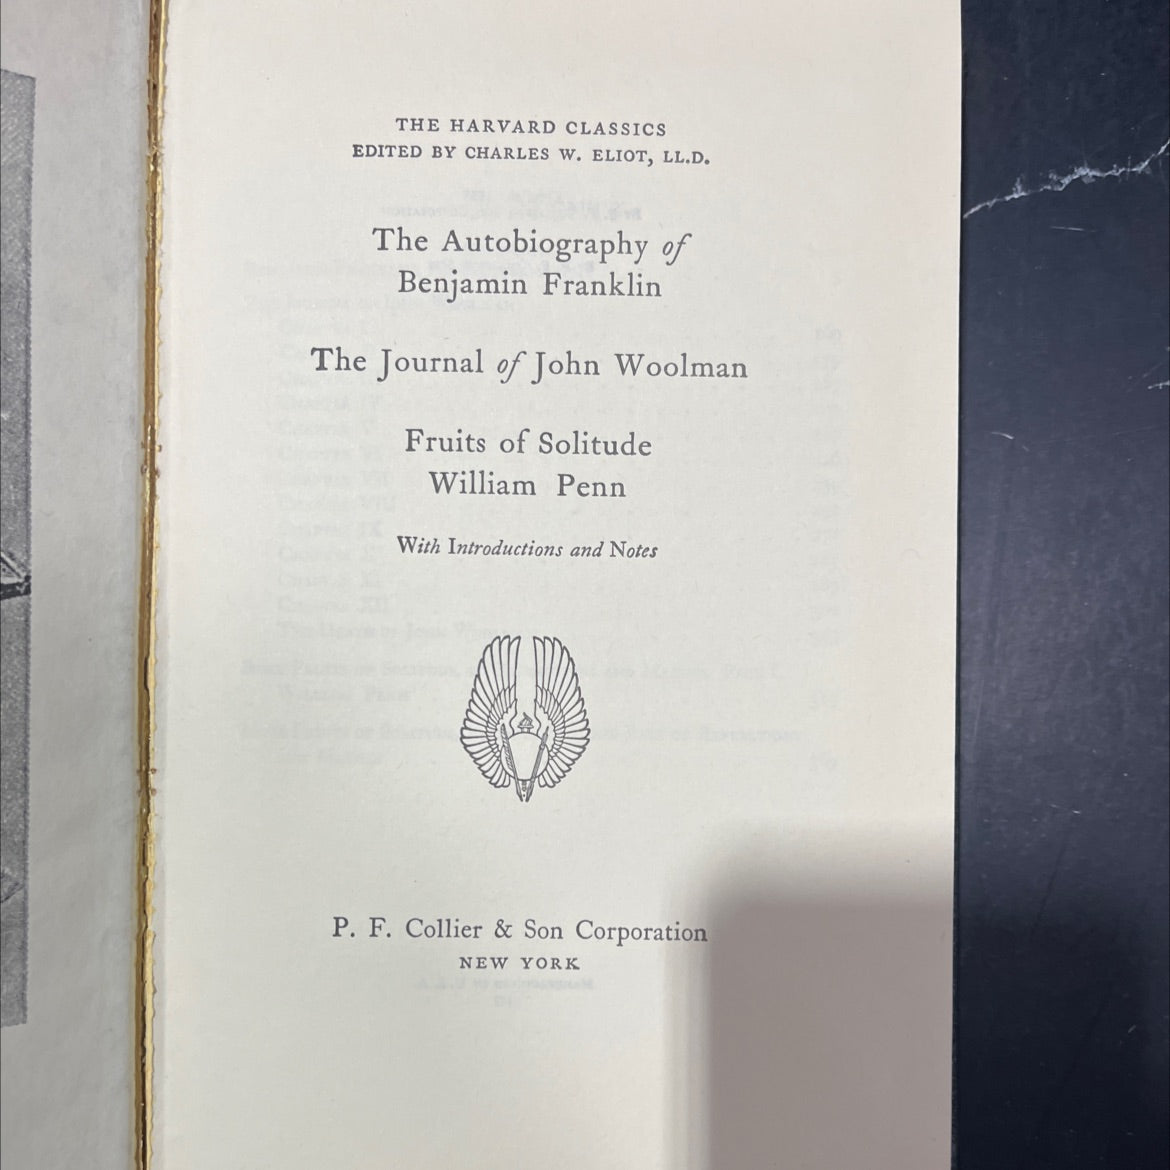 THE HARVARD CLASSICS
EDITED BY CHARLES W. ELIOT, LL.D.
The Autobiography of
Benjamin Franklin
The Journal of John Woolman
Fruits of Solitude
William Penn
With Introductions and Notes
P. F. Collier & Son Corporation
NEW YORK